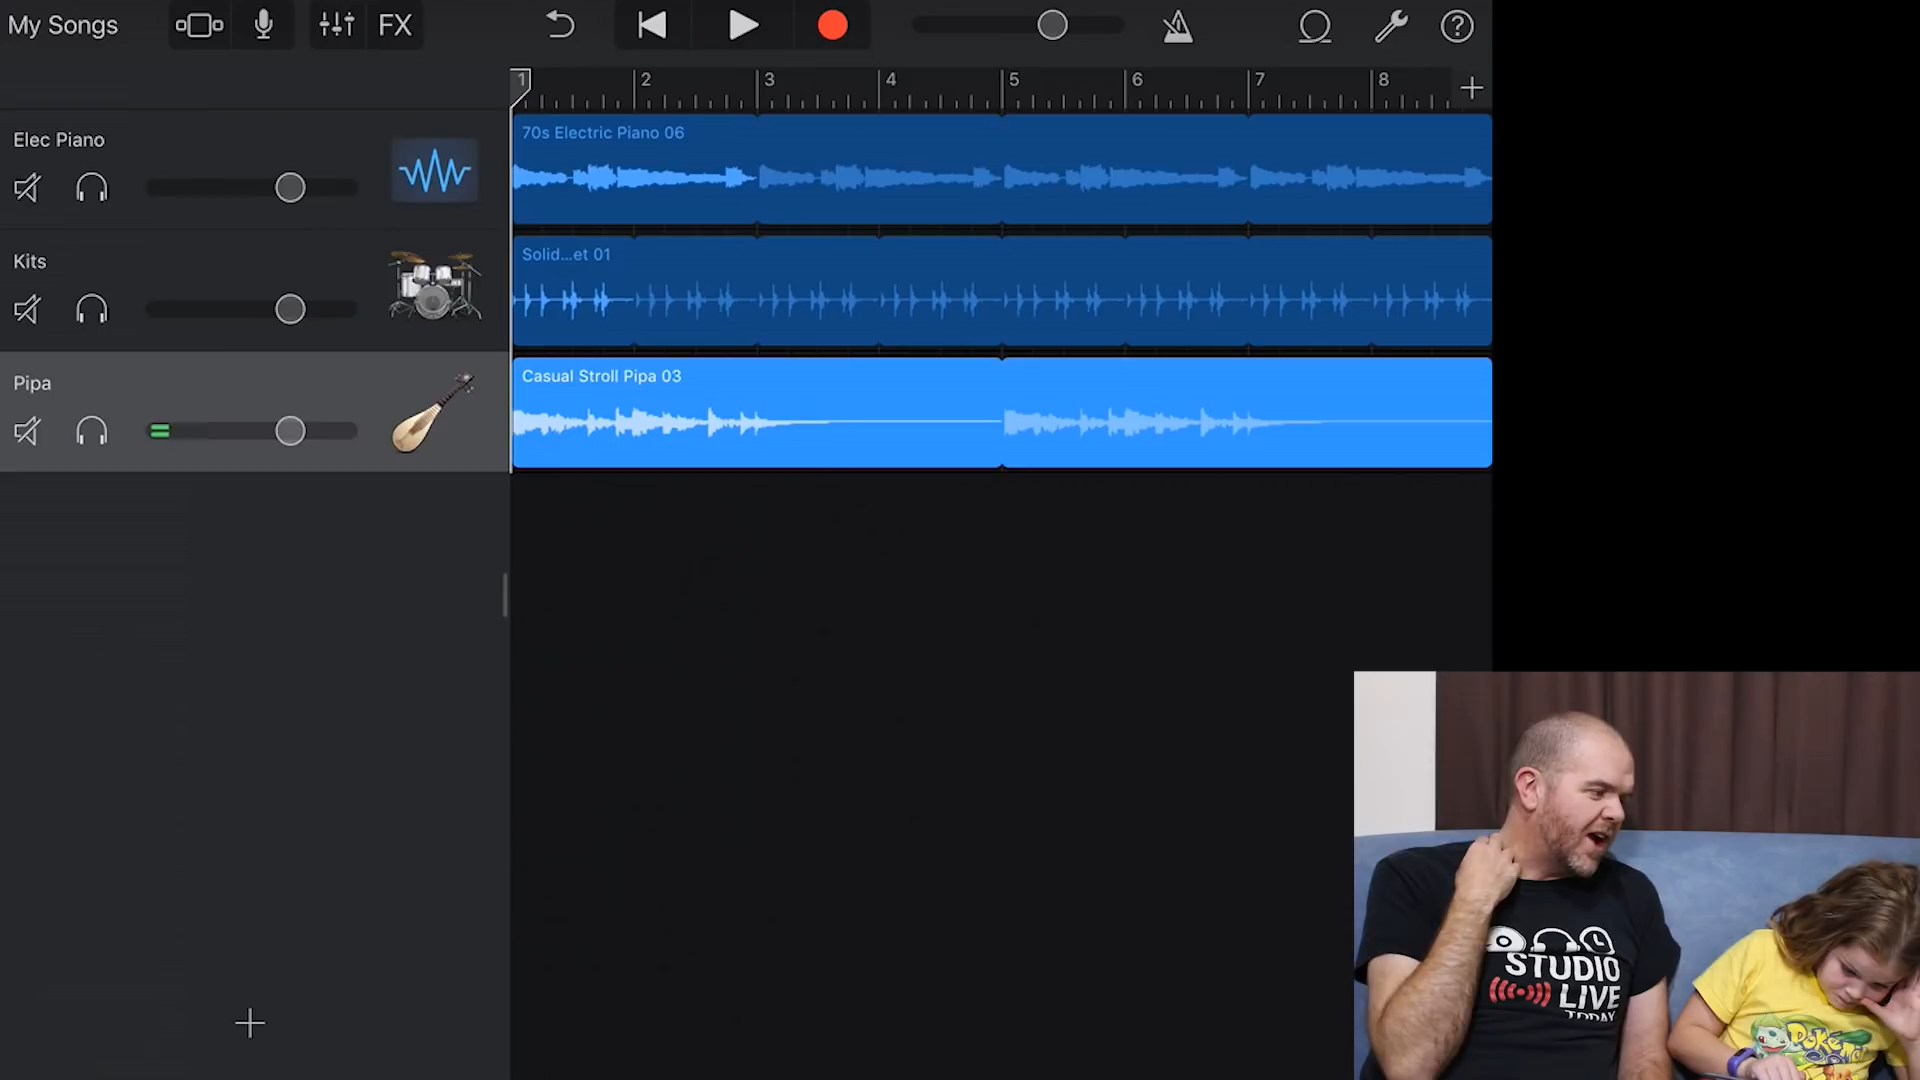 My Songs
FX
1 2 3 4 5 6 7 8
Elec Piano
70s Electric Piano 06
Kits
Solid...et 01
Pipa
Casual Stroll Pipa 03
STUDIO
LIVE
TODAY